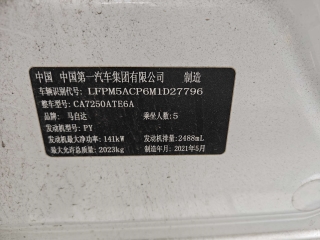 中国 中国第一汽车集团有限公司 制造
车辆识别代号: LFPM5ACP6M1D27796
整车型号: CA7250ATE6A
品牌: 马自达 乘坐人数: 5
发动机型号: PY
发动机最大净功率: 141kW 发动机排量: 2488mL
最大允许总质量: 2023kg 制造年月: 2021年5月